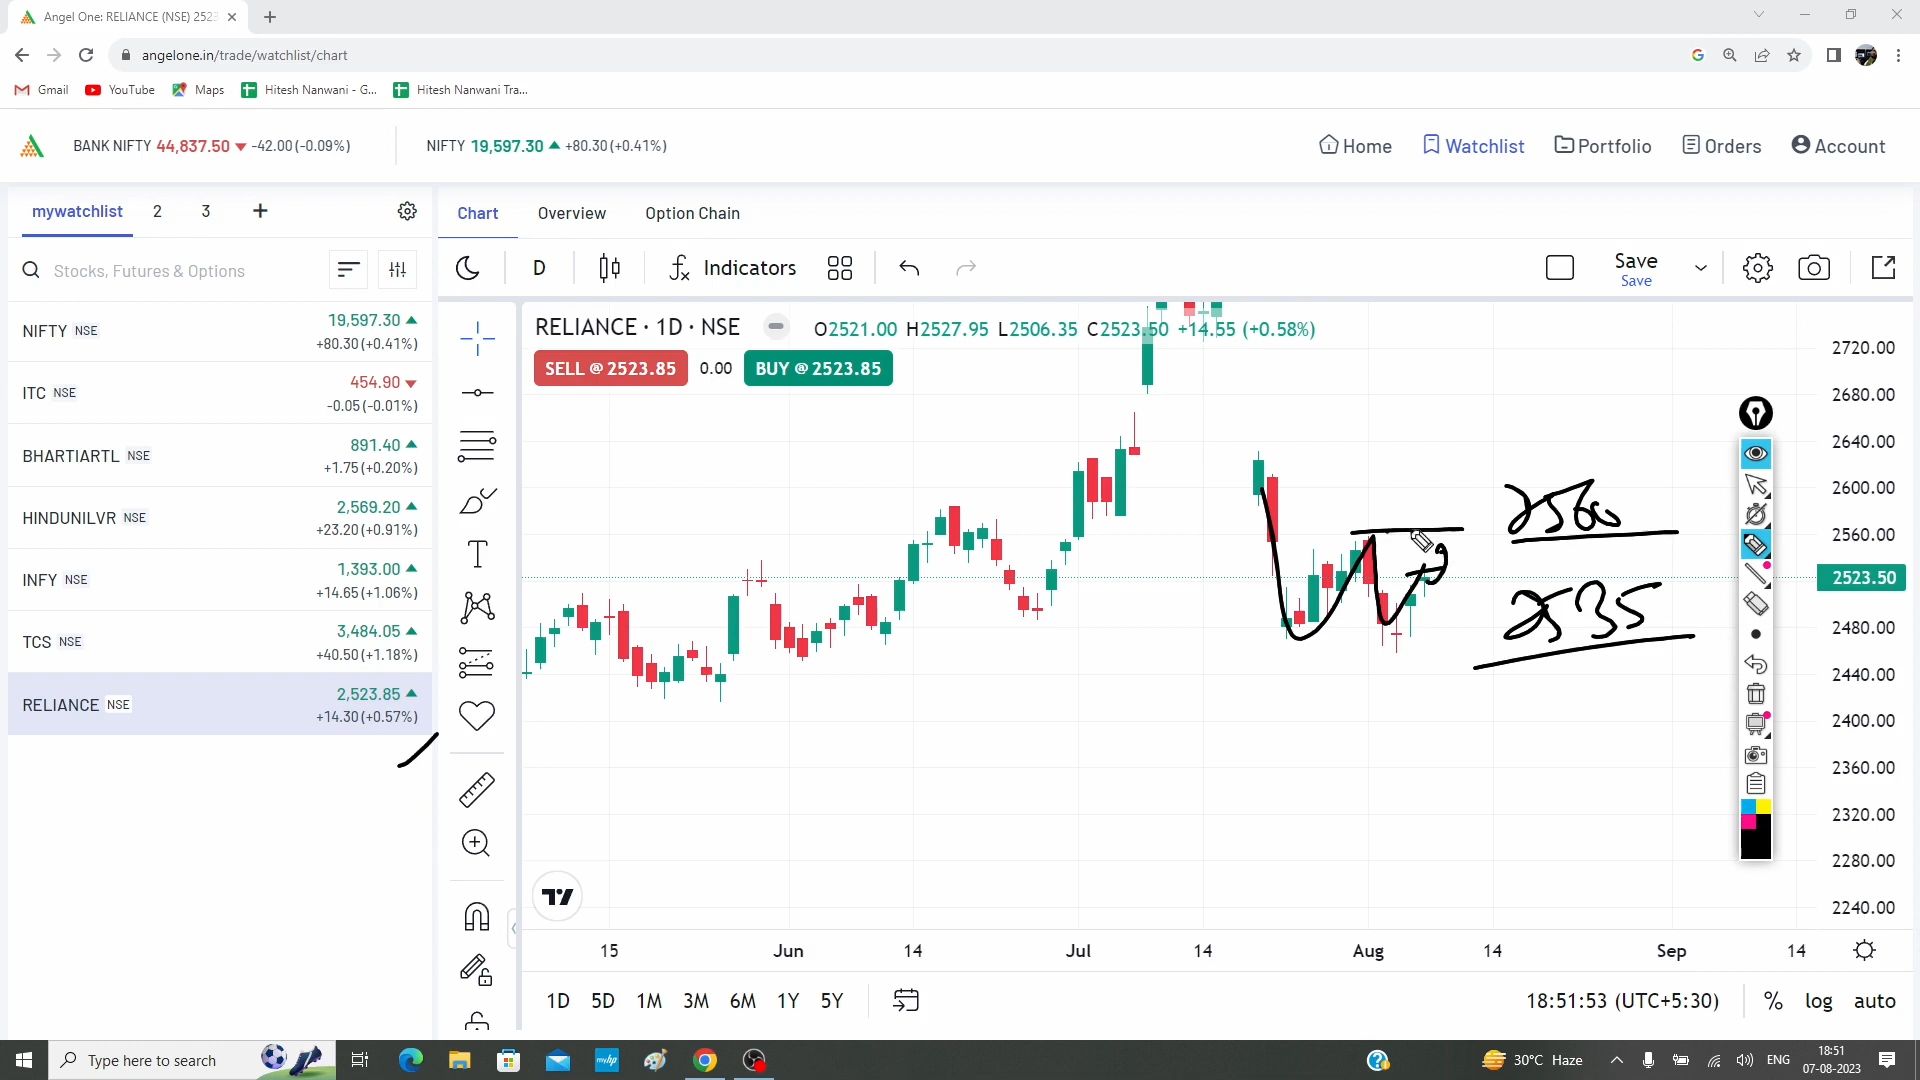 Angel One: RELIANCE (NSE) 2523
angelone.in/trade/watchlist/chart
Gmail YouTube Maps Hitesh Nanwani - G... Hitesh Nanwani Tra...
BANK NIFTY 44,837.50 -42.00 (-0.09%) NIFTY 19,597.30 +80.30 (+0.41%) Home Watchlist Portfolio Orders Account
mywatchlist 2 3 +
Stocks, Futures & Options
NIFTY NSE 19,597.30
+80.30 (+0.41%)
ITC NSE 454.90
-0.05 (-0.01%)
BHARTIARTL NSE 891.40
+1.75 (+0.20%)
HINDUNILVR NSE 2,569.20
+23.20 (+0.91%)
INFY NSE 1,393.00
+14.65 (+1.06%)
TCS NSE 3,484.05
+40.50 (+1.18%)
RELIANCE NSE 2,523.85
+14.30 (+0.57%)
Chart Overview Option Chain
D Indicators Save
Save
RELIANCE · 1D · NSE O2521.00 H2527.95 L2506.35 C2523.50 +14.55 (+0.58%)
SELL @ 2523.85 0.00 BUY @ 2523.85
2720.00
2680.00
2640.00
2600.00
2560.00
2523.50
2480.00
2440.00
2400.00
2360.00
2320.00
2280.00
2240.00
2560
2535
15 Jun 14 Jul 14 Aug 14 Sep 14
1D 5D 1M 3M 6M 1Y 5Y 18:51:53 (UTC+5:30) % log auto
Type here to search 30°C Haze ENG 18:51
07-08-2023